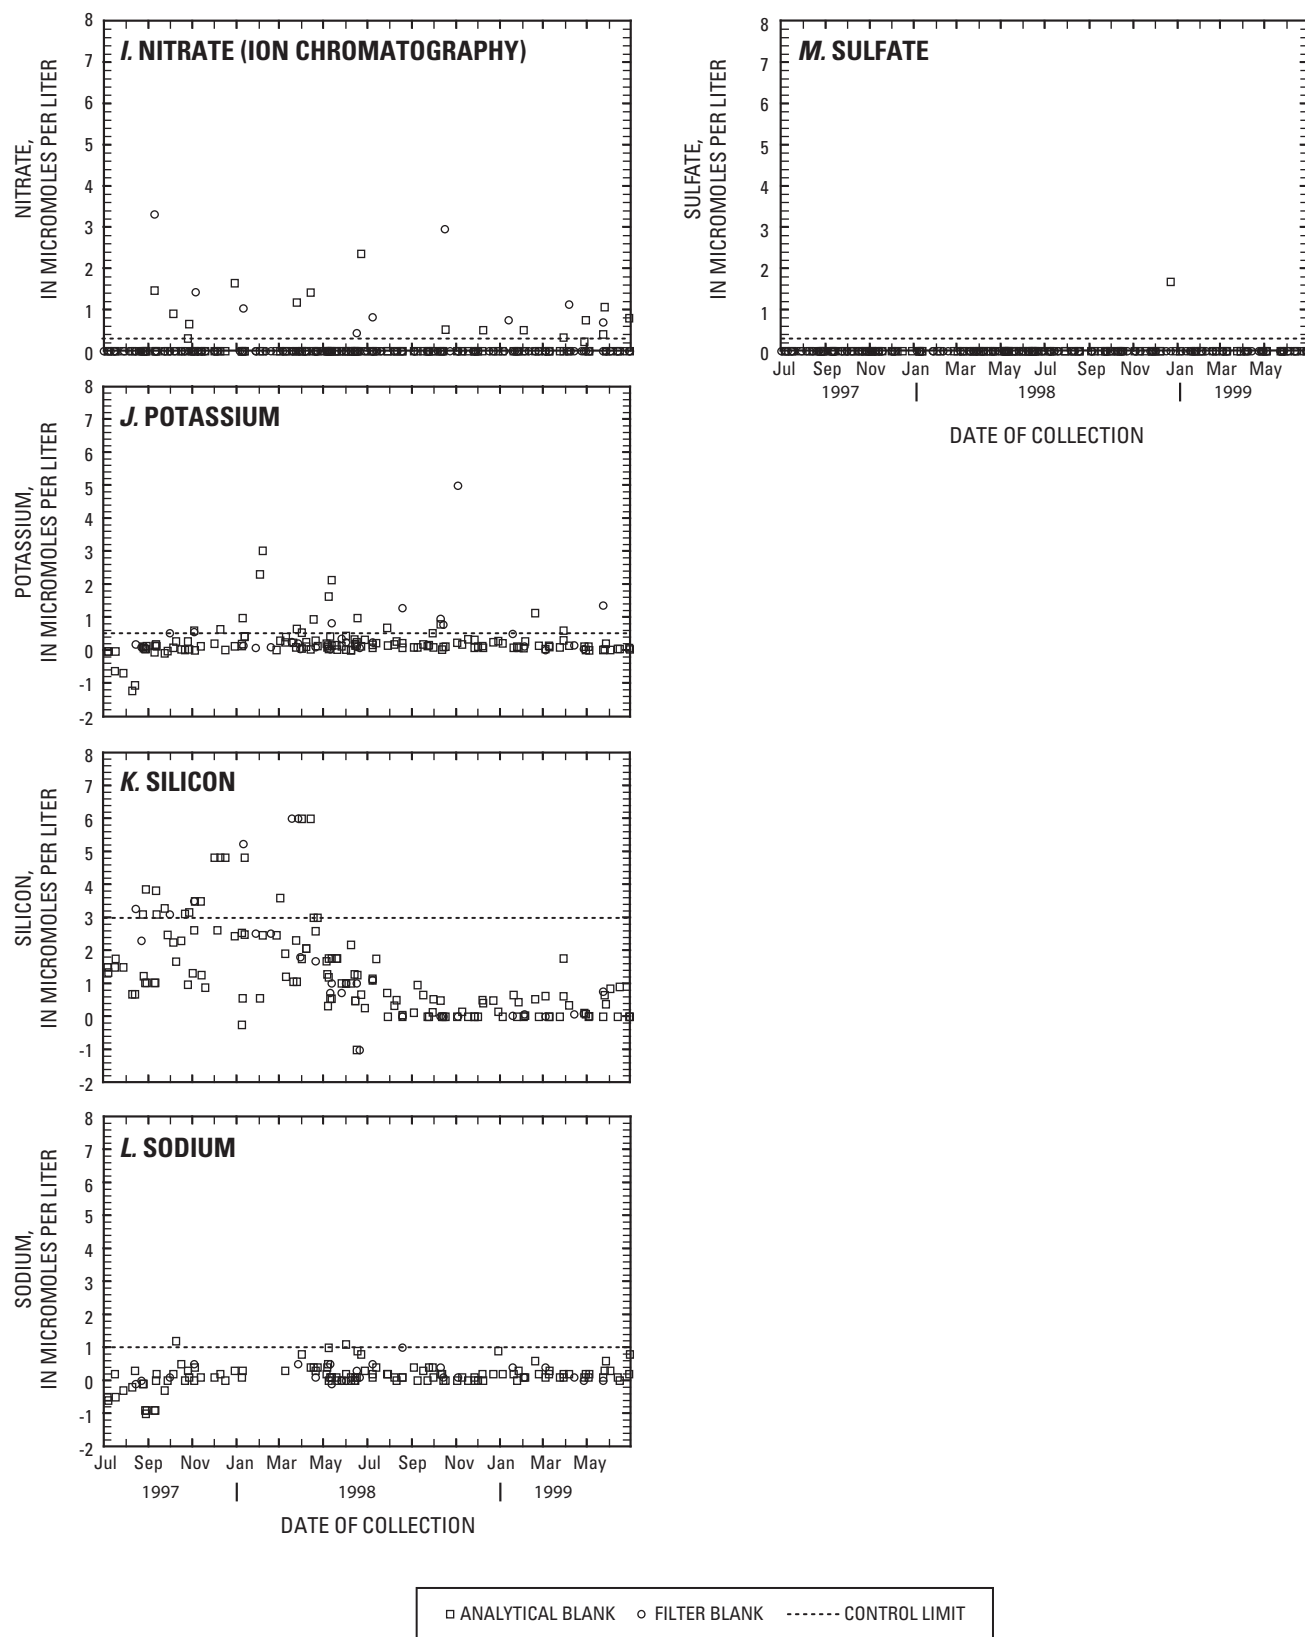 I. NITRATE (ION CHROMATOGRAPHY)
NITRATE,
IN MICROMOLES PER LITER
8
7
6
5
4
3
2
1
0
M. SULFATE
SULFATE,
IN MICROMOLES PER LITER
8
7
6
5
4
3
2
1
0
Jul Sep Nov Jan Mar May Jul Sep Nov Jan Mar May
1997 | 1998 | 1999
DATE OF COLLECTION
J. POTASSIUM
POTASSIUM,
IN MICROMOLES PER LITER
8
7
6
5
4
3
2
1
0
-1
-2
K. SILICON
SILICON,
IN MICROMOLES PER LITER
8
7
6
5
4
3
2
1
0
-1
-2
L. SODIUM
SODIUM,
IN MICROMOLES PER LITER
8
7
6
5
4
3
2
1
0
-1
-2
Jul Sep Nov Jan Mar May Jul Sep Nov Jan Mar May
1997 | 1998 | 1999
DATE OF COLLECTION
ANALYTICAL BLANK FILTER BLANK CONTROL LIMIT